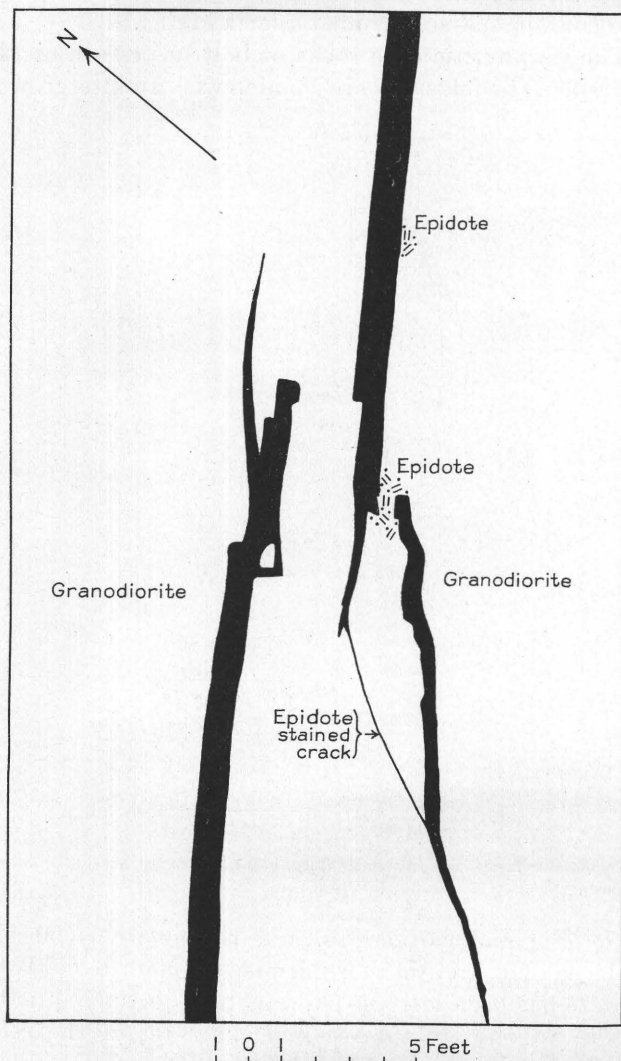 N
Epidote
Epidote
Granodiorite
Granodiorite
Epidote
stained
crack
1 0 1 5 Feet